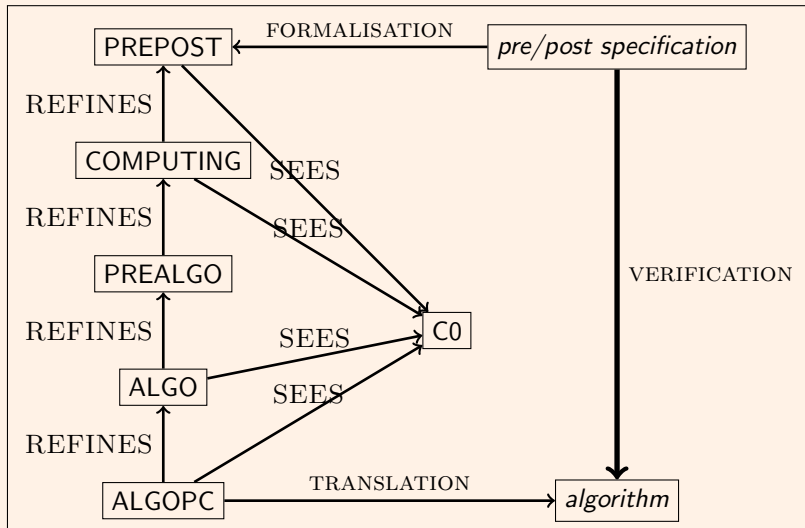 PREPOST
FORMALISATION
pre/post specification
REFINES
COMPUTING
SEES
REFINES
SEES
PREALGO
VERIFICATION
REFINES
SEES
C0
ALGO
SEES
REFINES
ALGOPC
TRANSLATION
algorithm